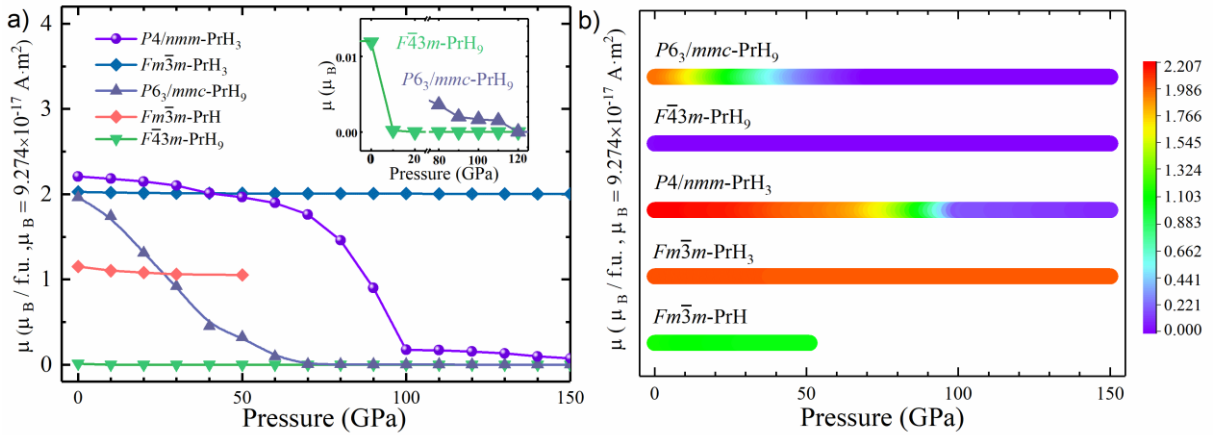 a)
μ (μB / f.u. ,μB = 9.274×10⁻¹⁷ A·m²)
4
3
2
1
0
P4/nmm-PrH₃
Fm3̄m-PrH₃
P6₃/mmc-PrH₉
Fm3̄m-PrH
F4̄3m-PrH₉
μ (μB)
0.01
0.00
F4̄3m-PrH₉
P6₃/mmc-PrH₉
0 20 80 100 120
Pressure (GPa)
0 50 100 150
Pressure (GPa)
b)
μ ( μB / f.u. , μB = 9.274×10⁻¹⁷ A·m²)
P6₃/mmc-PrH₉
F4̄3m-PrH₉
P4/nmm-PrH₃
Fm3̄m-PrH₃
Fm3̄m-PrH
0 50 100 150
Pressure (GPa)
2.207
1.986
1.766
1.545
1.324
1.103
0.883
0.662
0.441
0.221
0.000